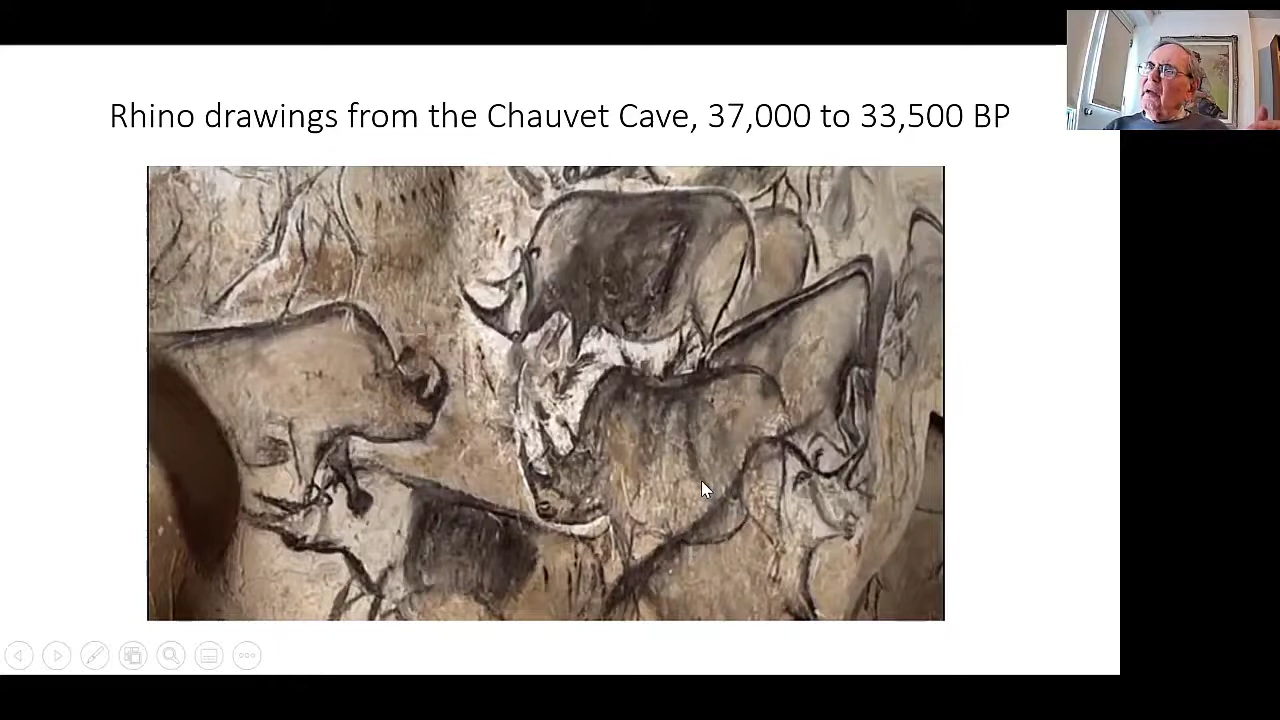 Rhino drawings from the Chauvet Cave, 37,000 to 33,500 BP